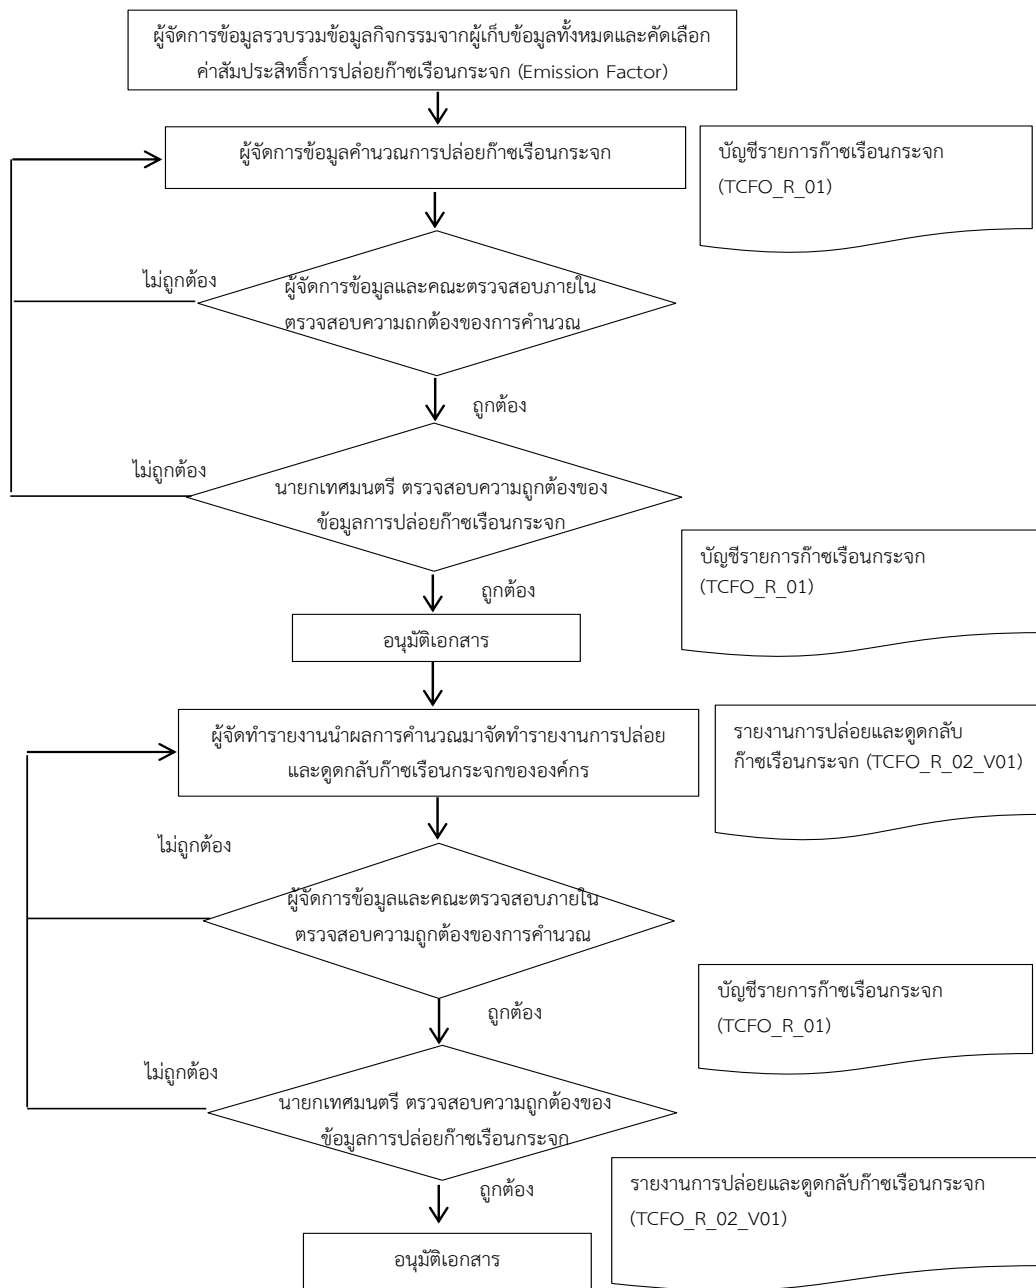 ผู้จัดการข้อมูลรวบรวมข้อมูลกิจกรรมจากผู้เก็บข้อมูลทั้งหมดและคัดเลือก
ค่าสัมประสิทธิ์การปล่อยก๊าซเรือนกระจก (Emission Factor)
ผู้จัดการข้อมูลคำนวณการปล่อยก๊าซเรือนกระจก
บัญชีรายการก๊าซเรือนกระจก
(TCFO_R_01)
ไม่ถูกต้อง
ผู้จัดการข้อมูลและคณะตรวจสอบภายใน
ตรวจสอบความถกต้องของการคำนวณ
ถูกต้อง
ไม่ถูกต้อง
นายกเทศมนตรี ตรวจสอบความถูกต้องของ
ข้อมูลการปล่อยก๊าซเรือนกระจก
บัญชีรายการก๊าซเรือนกระจก
(TCFO_R_01)
ถูกต้อง
อนุมัติเอกสาร
ผู้จัดทำรายงานนำผลการคำนวณมาจัดทำรายงานการปล่อย
และดูดกลับก๊าซเรือนกระจกขององค์กร
รายงานการปล่อยและดูดกลับ
ก๊าซเรือนกระจก (TCFO_R_02_V01)
ไม่ถูกต้อง
ผู้จัดการข้อมูลและคณะตรวจสอบภายใน
ตรวจสอบความถูกต้องของการคำนวณ
บัญชีรายการก๊าซเรือนกระจก
(TCFO_R_01)
ถูกต้อง
ไม่ถูกต้อง
นายกเทศมนตรี ตรวจสอบความถูกต้องของ
ข้อมูลการปล่อยก๊าซเรือนกระจก
ถูกต้อง
รายงานการปล่อยและดูดกลับก๊าซเรือนกระจก
(TCFO_R_02_V01)
อนุมัติเอกสาร